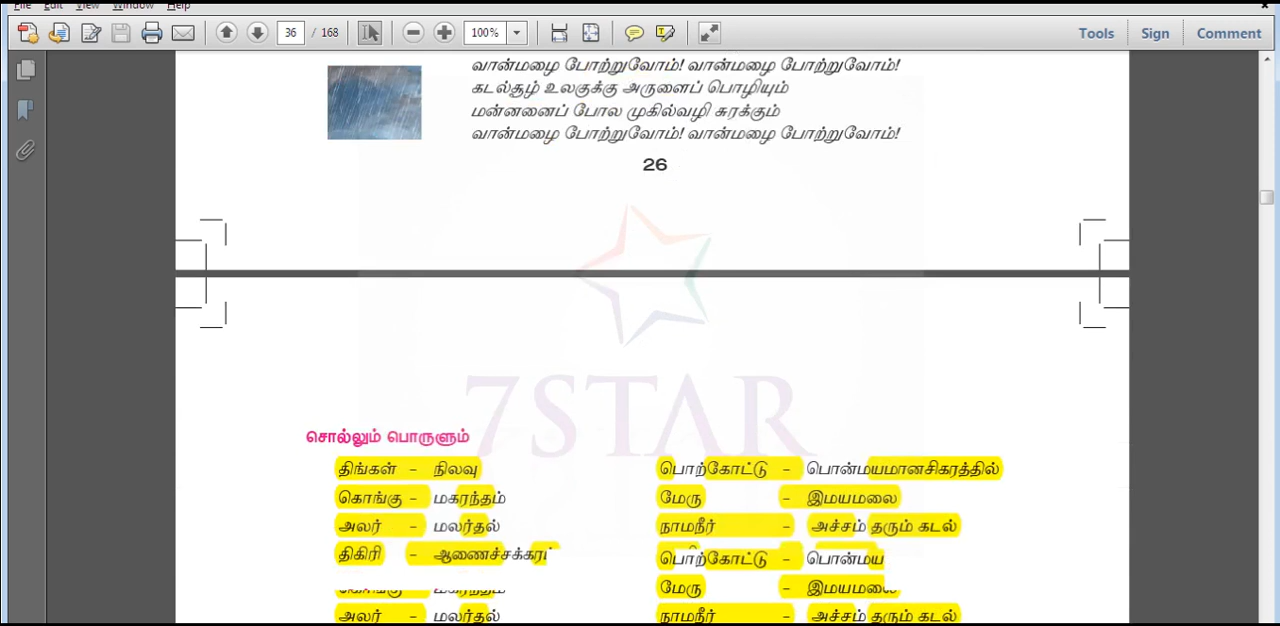 File Edit View Window Help
36 / 168 100% Tools Sign Comment
வான்மழை போற்றுவோம்! வான்மழை போற்றுவோம்!
கடல்சூழ் உலகுக்கு அருளைப் பொழியும்
மன்னனைப் போல முகில்வழி சுரக்கும்
வான்மழை போற்றுவோம்! வான்மழை போற்றுவோம்!
26
7STAR
சொல்லும் பொருளும்
திங்கள் – நிலவு பொற்கோட்டு – பொன்மயமானசிகரத்தில்
கொங்கு – மகரந்தம் மேரு – இமயமலை
அலர் – மலர்தல் நாமநீர் – அச்சம் தரும் கடல்
திகிரி – ஆணைச்சக்கரம் பொற்கோட்டு – பொன்மய
கொங்கு – மகரந்தம் மேரு – இமயமலை
அலர் – மலர்தல் நாமநீர் – அச்சம் தரும் கடல்